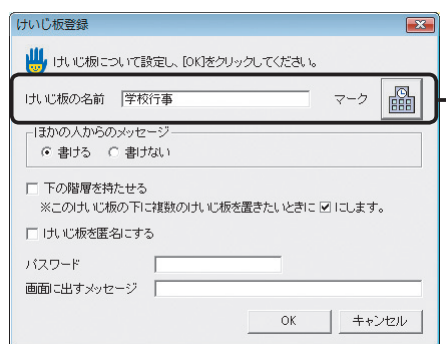 けいじ板登録
けいじ板について設定し、[OK]をクリックしてください。
けいじ板の名前 学校行事 マーク
ほかの人からのメッセージ
書ける 書けない
下の階層を持たせる
※このけいじ板の下に複数のけいじ板を置きたいときに☑にします。
けいじ板を匿名にする
パスワード
画面に出すメッセージ
OK キャンセル